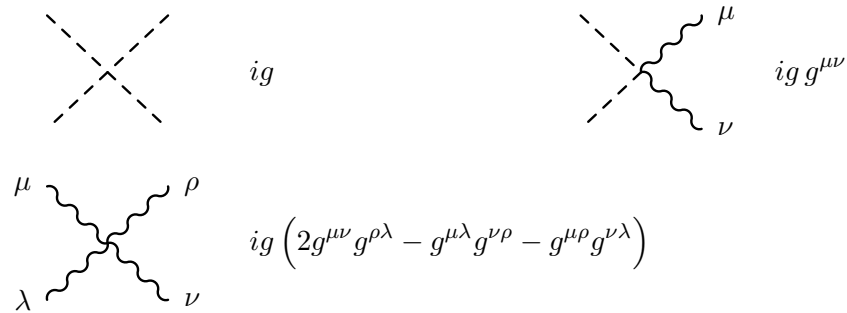 ig
μ
ig g^{μν}
ν
μ ρ
ig (2g^{μν}g^{ρλ} − g^{μλ}g^{νρ} − g^{μρ}g^{νλ})
λ ν